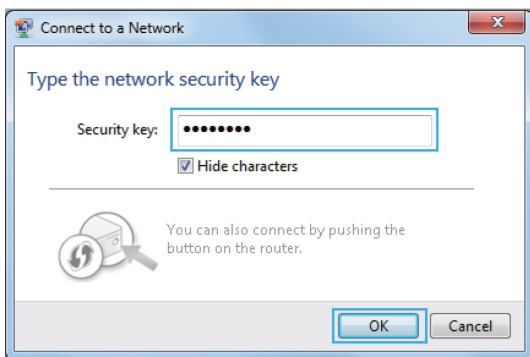 Connect to a Network
Type the network security key
Security key: ••••••••
Hide characters
You can also connect by pushing the
button on the router.
OK Cancel